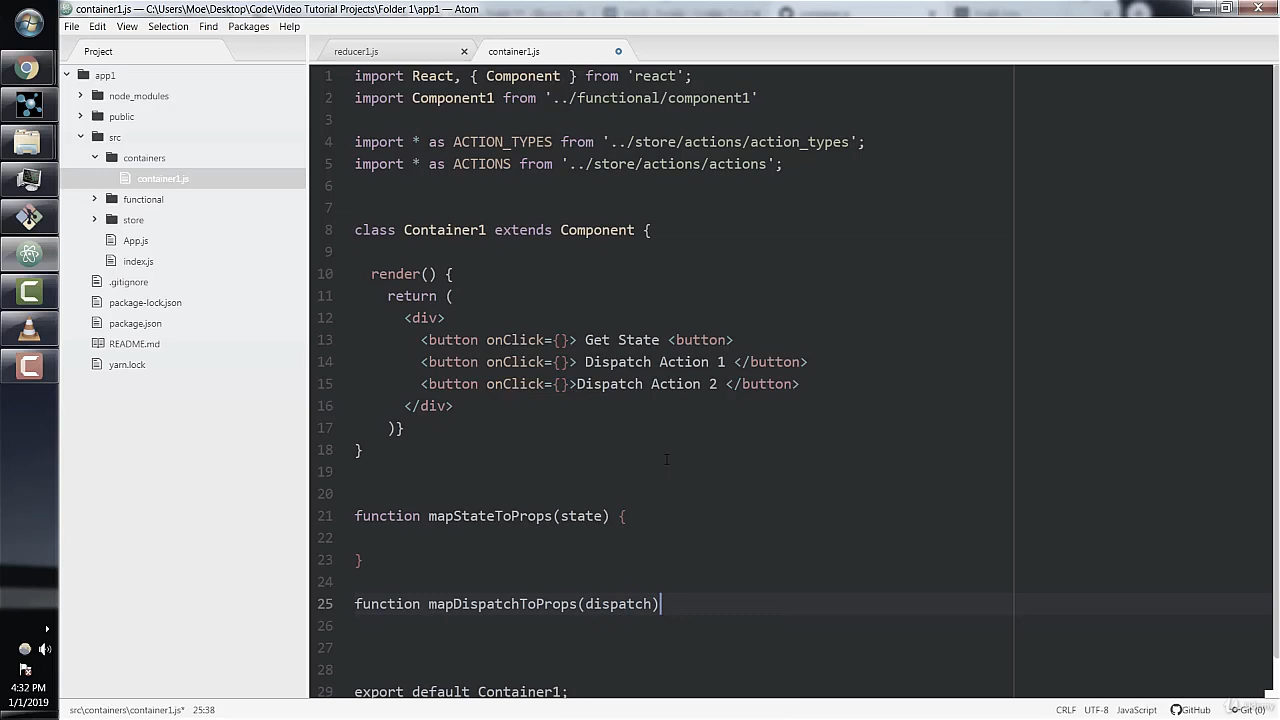 container1.js — C:\Users\Moe\Desktop\Code\Video Tutorial Projects\Folder 1\app1 — Atom
File Edit View Selection Find Packages Help
Project
reducer1.js
container1.js
app1
node_modules
public
src
containers
container1.js
functional
store
App.js
index.js
.gitignore
package-lock.json
package.json
README.md
yarn.lock
1 import React, { Component } from 'react';
2 import Component1 from '../functional/component1'
3
4 import * as ACTION_TYPES from '../store/actions/action_types';
5 import * as ACTIONS from '../store/actions/actions';
6
7
8 class Container1 extends Component {
9
10 render() {
11 return (
12 <div>
13 <button onClick={}> Get State <button>
14 <button onClick={}> Dispatch Action 1 </button>
15 <button onClick={}>Dispatch Action 2 </button>
16 </div>
17 )}
18 }
19
20
21 function mapStateToProps(state) {
22
23 }
24
25 function mapDispatchToProps(dispatch)
26
27
28
29 export default Container1;
4:32 PM
1/1/2019
src\containers\container1.js* 25:38
CRLF UTF-8 JavaScript GitHub Git (0)